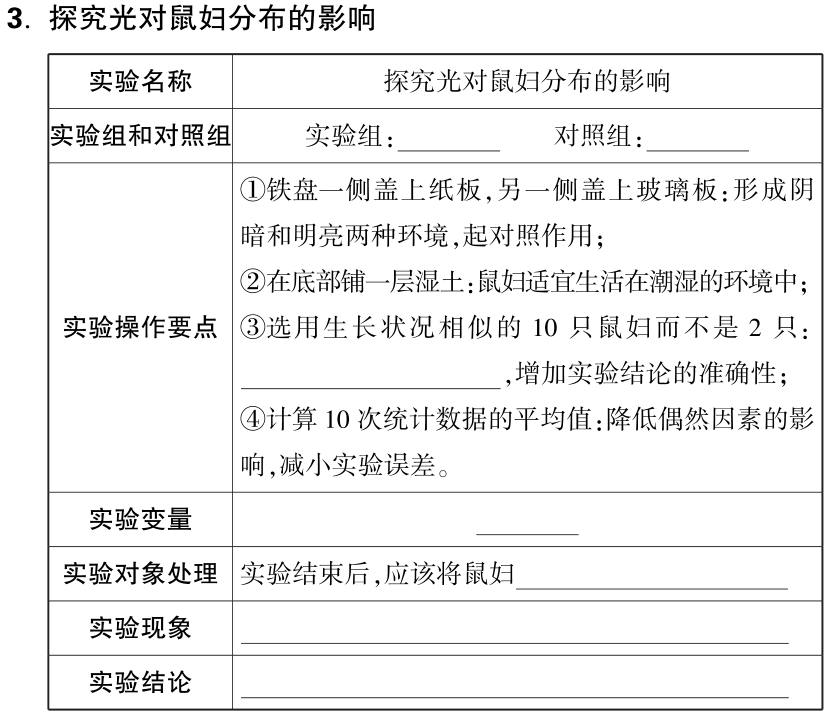 3. 探究光对鼠妇分布的影响
实验名称 探究光对鼠妇分布的影响
实验组和对照组 实验组:________ 对照组:________
①铁盘一侧盖上纸板,另一侧盖上玻璃板:形成阴
暗和明亮两种环境,起对照作用;
②在底部铺一层湿土:鼠妇适宜生活在潮湿的环境中;
实验操作要点 ③选用生长状况相似的 10 只鼠妇而不是 2 只:
____________________,增加实验结论的准确性;
④计算 10 次统计数据的平均值:降低偶然因素的影
响,减小实验误差。
实验变量 ________
实验对象处理 实验结束后,应该将鼠妇____________________
实验现象 ________________________________________
实验结论 ________________________________________